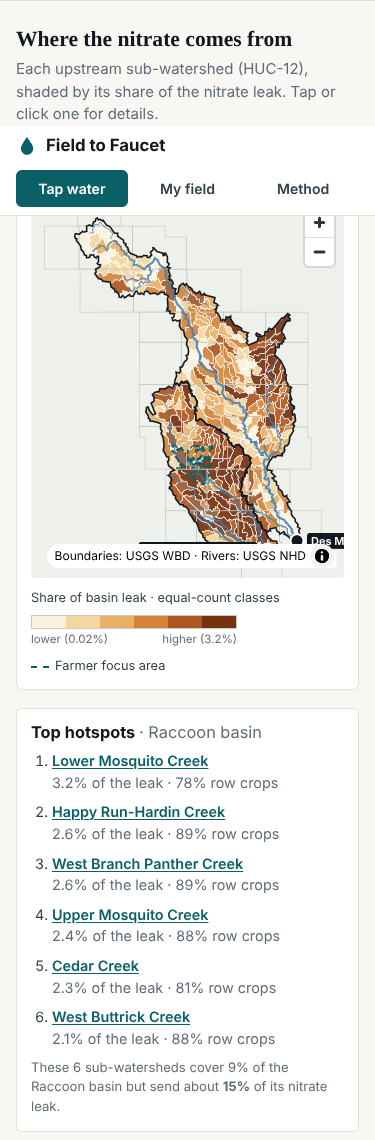 Where the nitrate comes from
Each upstream sub-watershed (HUC-12),
shaded by its share of the nitrate leak. Tap or
click one for details.
Field to Faucet
Tap water
My field
Method
+
−
Des M
Boundaries: USGS WBD · Rivers: USGS NHD
Share of basin leak · equal-count classes
lower (0.02%)
higher (3.2%)
Farmer focus area
Top hotspots · Raccoon basin
1. Lower Mosquito Creek
3.2% of the leak · 78% row crops
2. Happy Run-Hardin Creek
2.6% of the leak · 89% row crops
3. West Branch Panther Creek
2.6% of the leak · 89% row crops
4. Upper Mosquito Creek
2.4% of the leak · 88% row crops
5. Cedar Creek
2.3% of the leak · 81% row crops
6. West Buttrick Creek
2.1% of the leak · 88% row crops
These 6 sub-watersheds cover 9% of the
Raccoon basin but send about 15% of its nitrate
leak.